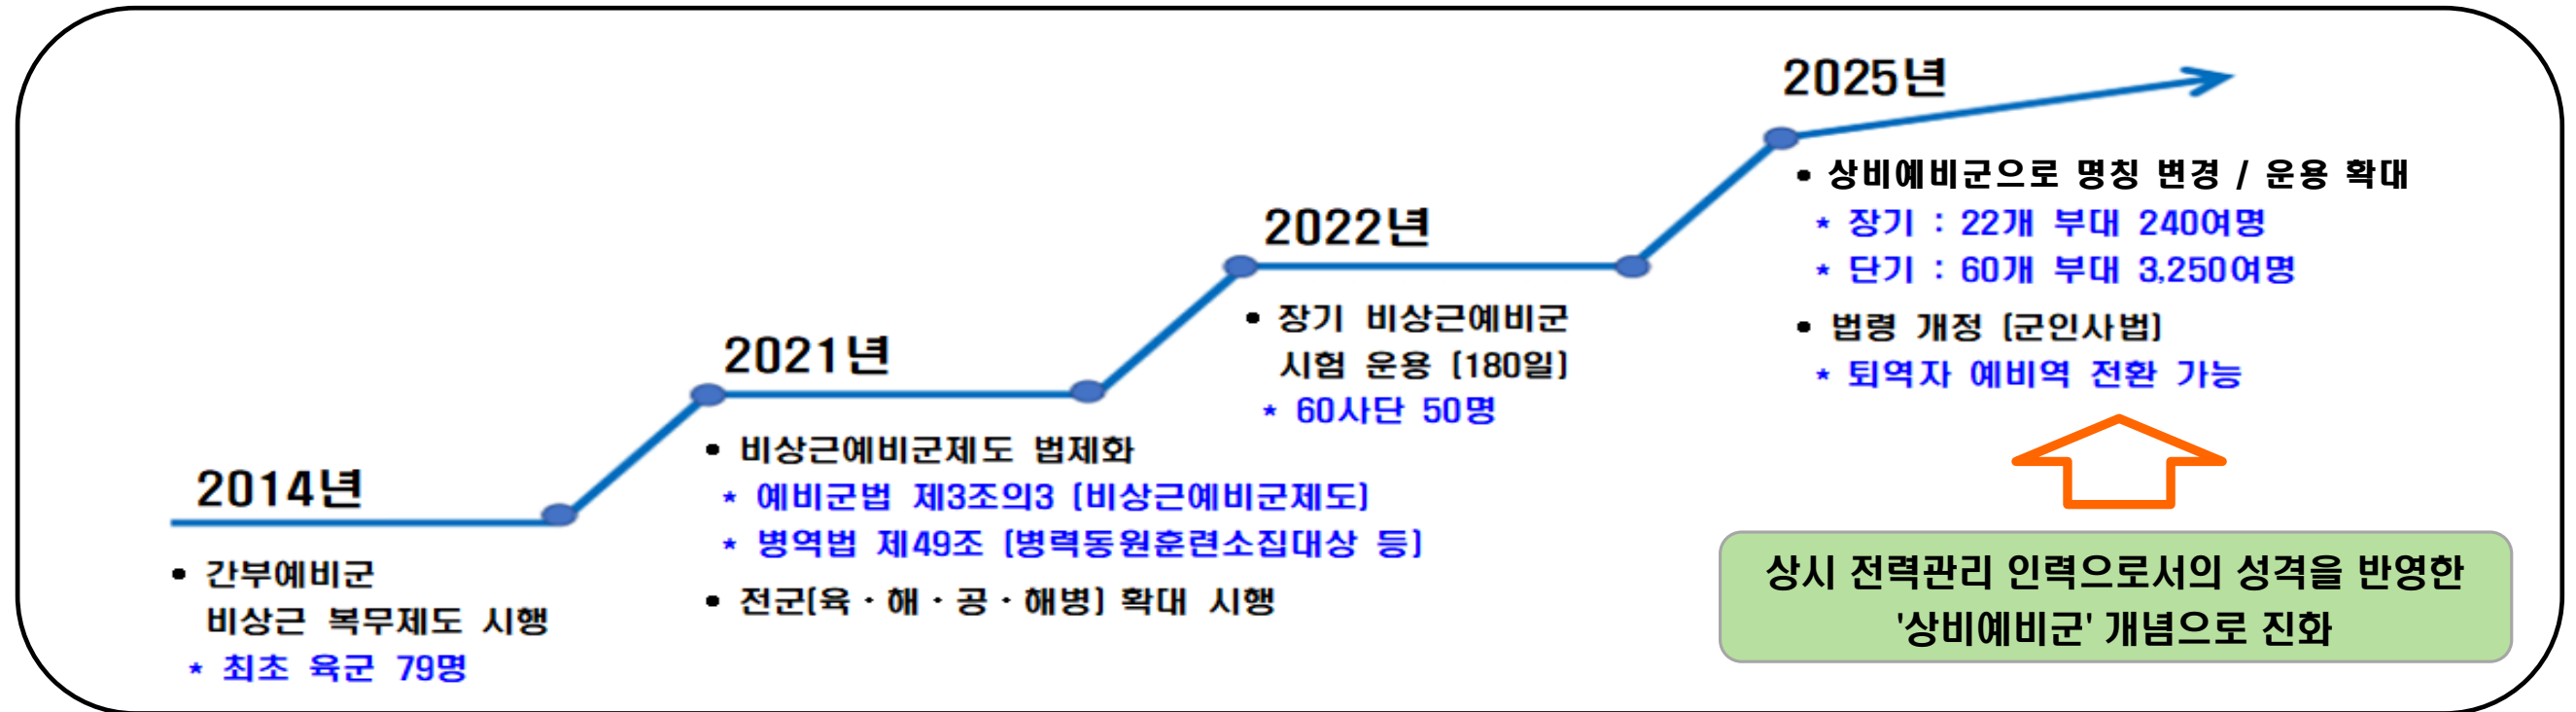 2014년
• 간부예비군
비상근 복무제도 시행
* 최초 육군 79명
2021년
• 비상근예비군제도 법제화
* 예비군법 제3조의3 (비상근예비군제도)
* 병역법 제49조 (병력동원훈련소집대상 등)
• 전군(육·해·공·해병) 확대 시행
2022년
• 장기 비상근예비군
시험 운용 (180일)
* 60사단 50명
2025년
• 상비예비군으로 명칭 변경 / 운용 확대
* 장기 : 22개 부대 240여명
* 단기 : 60개 부대 3,250여명
• 법령 개정 (군인사법)
* 퇴역자 예비역 전환 가능
상시 전력관리 인력으로서의 성격을 반영한
'상비예비군' 개념으로 진화